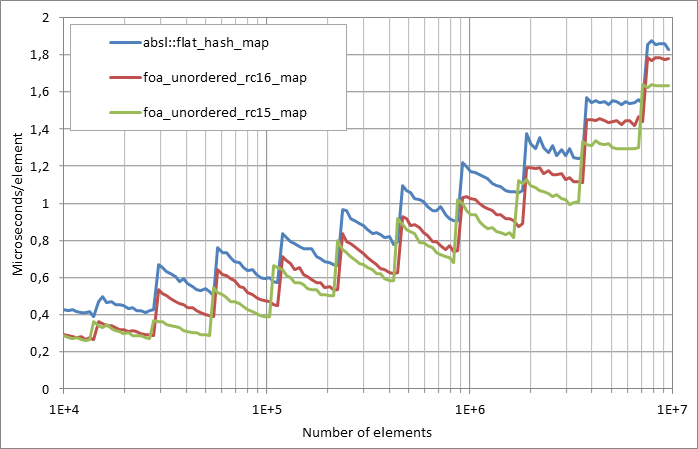 2
1,8
1,6
1,4
1,2
1
0,8
0,6
0,4
0,2
0
Microseconds/element
absl::flat_hash_map
foa_unordered_rc16_map
foa_unordered_rc15_map
1E+4 1E+5 1E+6 1E+7
Number of elements